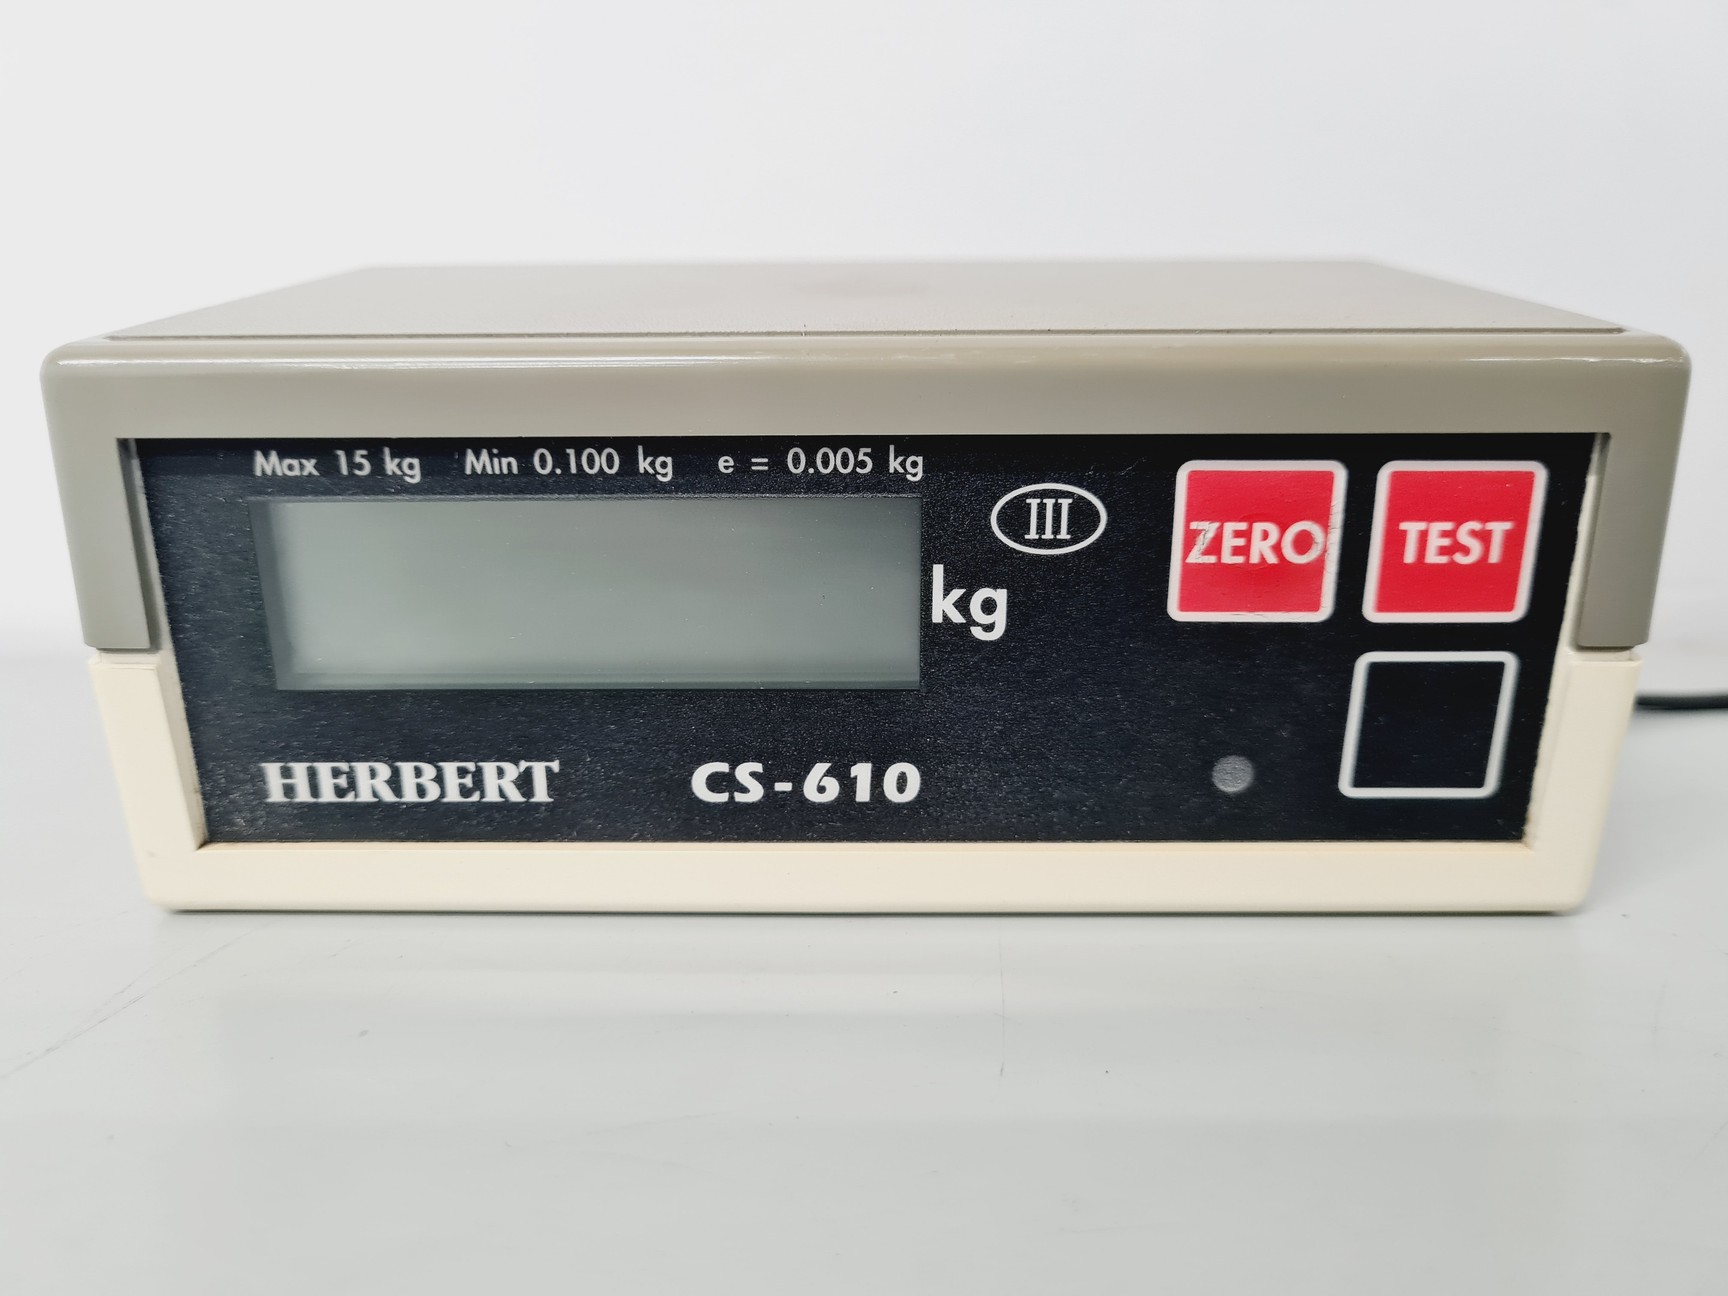 Max 15 kg Min 0.100 kg e = 0.005 kg
III
ZERO
TEST
kg
HERBERT CS-610